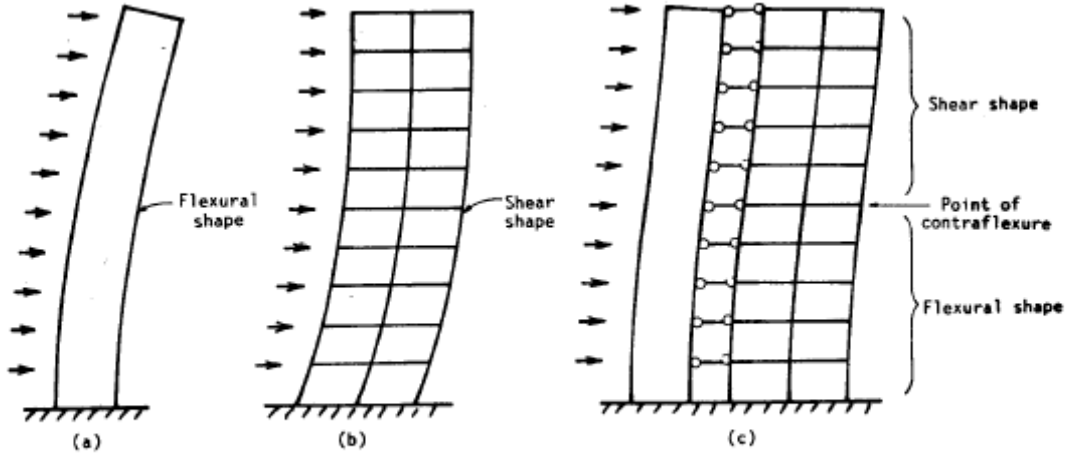 Flexural
shape
Shear
shape
Shear shape
Point of
contraflexure
Flexural shape
(a)
(b)
(c)